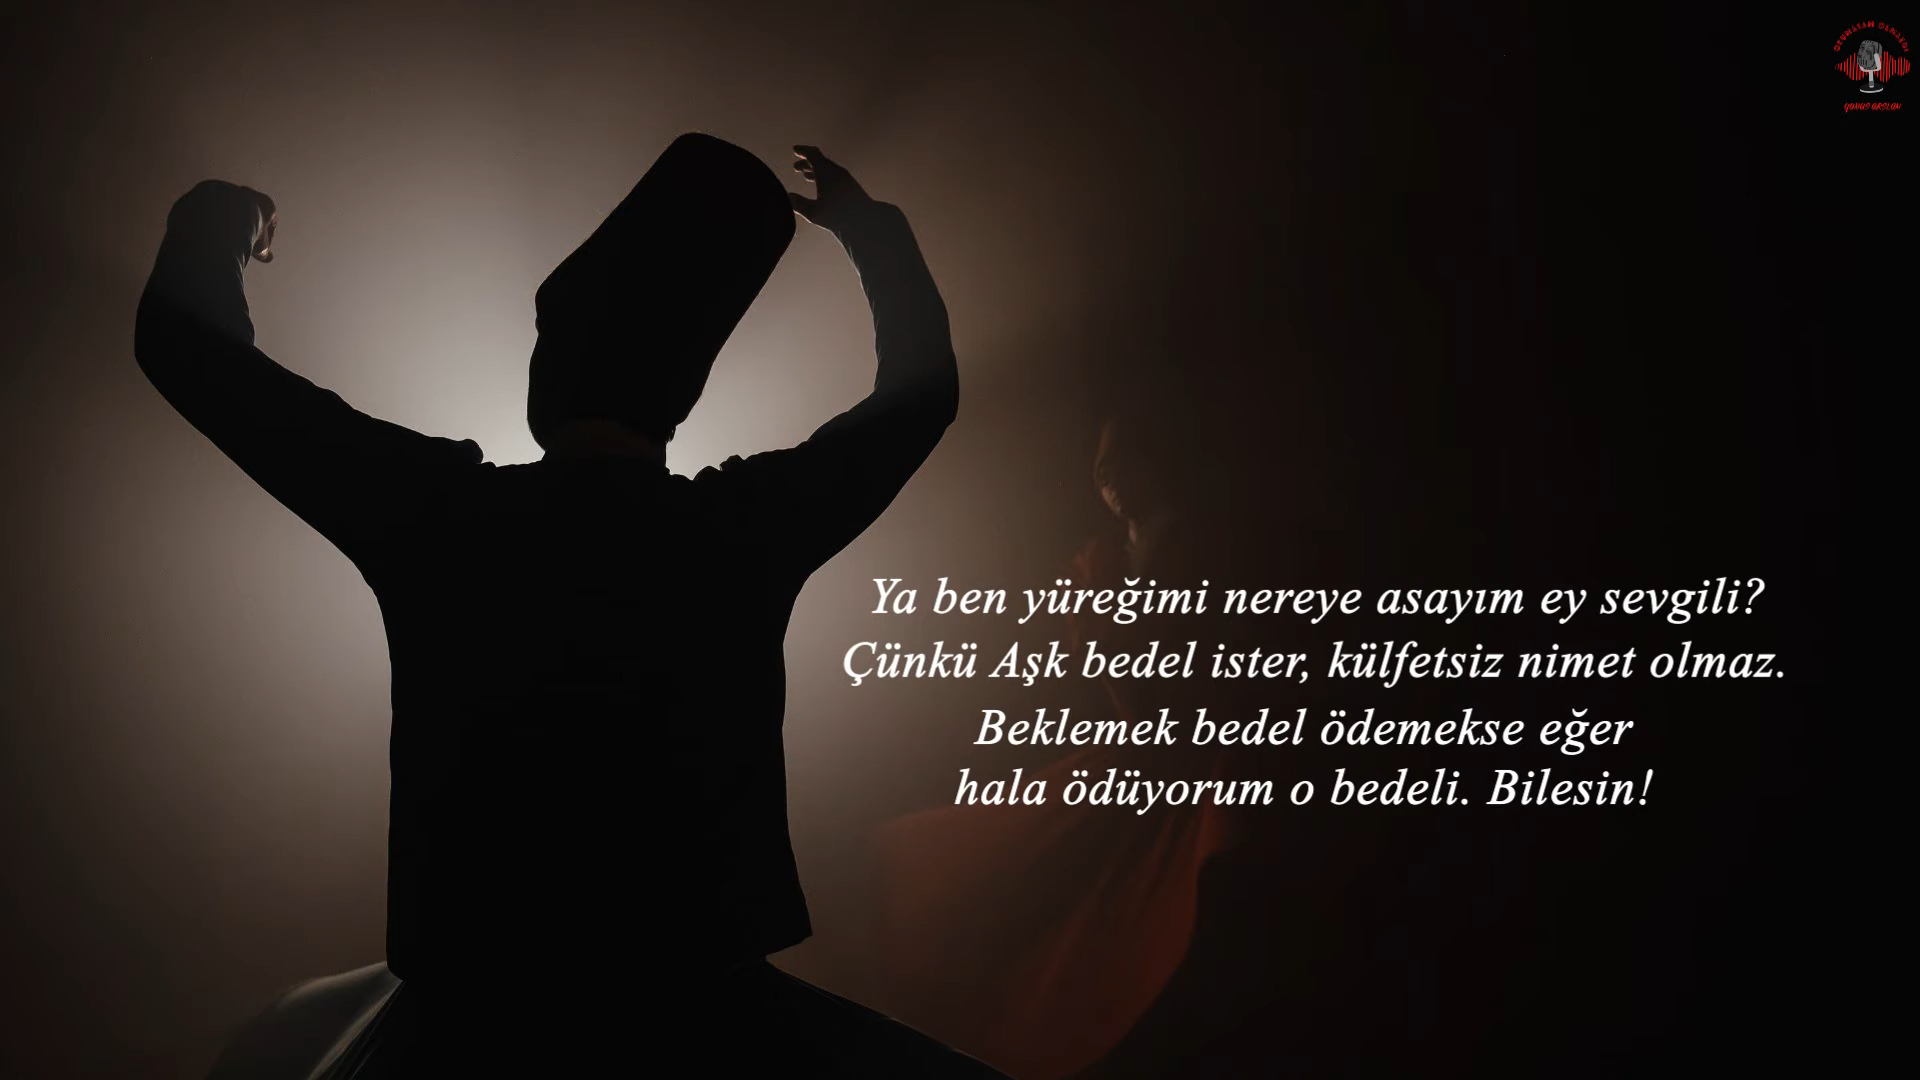 Ya ben yüreğimi nereye asayım ey sevgili?
Çünkü Aşk bedel ister, külfetsiz nimet olmaz.
Beklemek bedel ödemekse eğer
hala ödüyorum o bedeli. Bilesin!